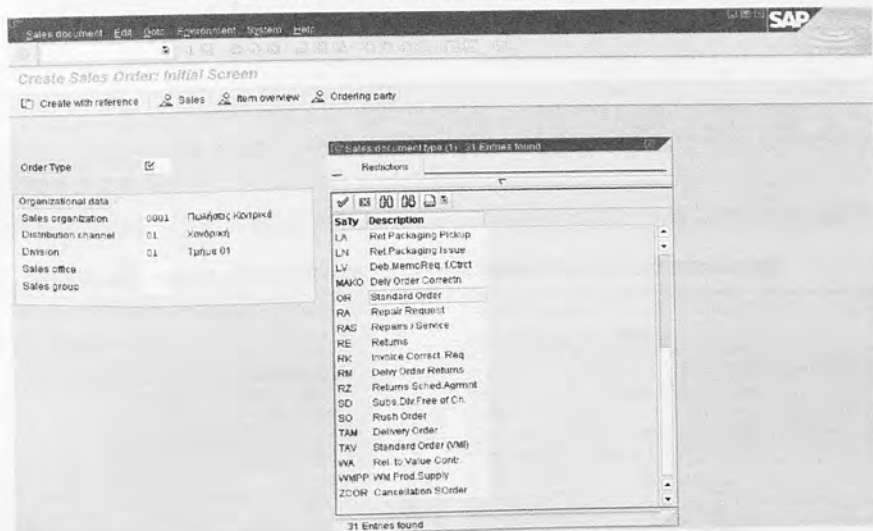 SAP
Sales document Edit Goto Environment System Help
Create Sales Order: Initial Screen
Create with reference Sales Item overview Ordering party
Order Type
Organizational data
Sales organization 0001 Πωλήσεις Κεντρικά
Distribution channel 01 Χονδρική
Division 01 Τμήμα 01
Sales office
Sales group
Sales document type (1) 31 Entries found
Restrictions
SaTy Description
LA Ret.Packaging Pickup
LN Ret.Packaging Issue
LV Deb.MemoReq.f.Ctrct
MAKO Dely Order Correctn
OR Standard Order
RA Repair Request
RAS Repairs / Service
RE Returns
RK Invoice Correct. Req
RM Delvy Order Returns
RZ Returns Sched.Agrmnt
SD Subs.Dlv.Free of Ch.
SO Rush Order
TAM Delivery Order
TAV Standard Order (VMI)
WA Rel. to Value Contr.
WMPP WM Prod.Supply
ZCOR Cancellation SOrder
31 Entries found